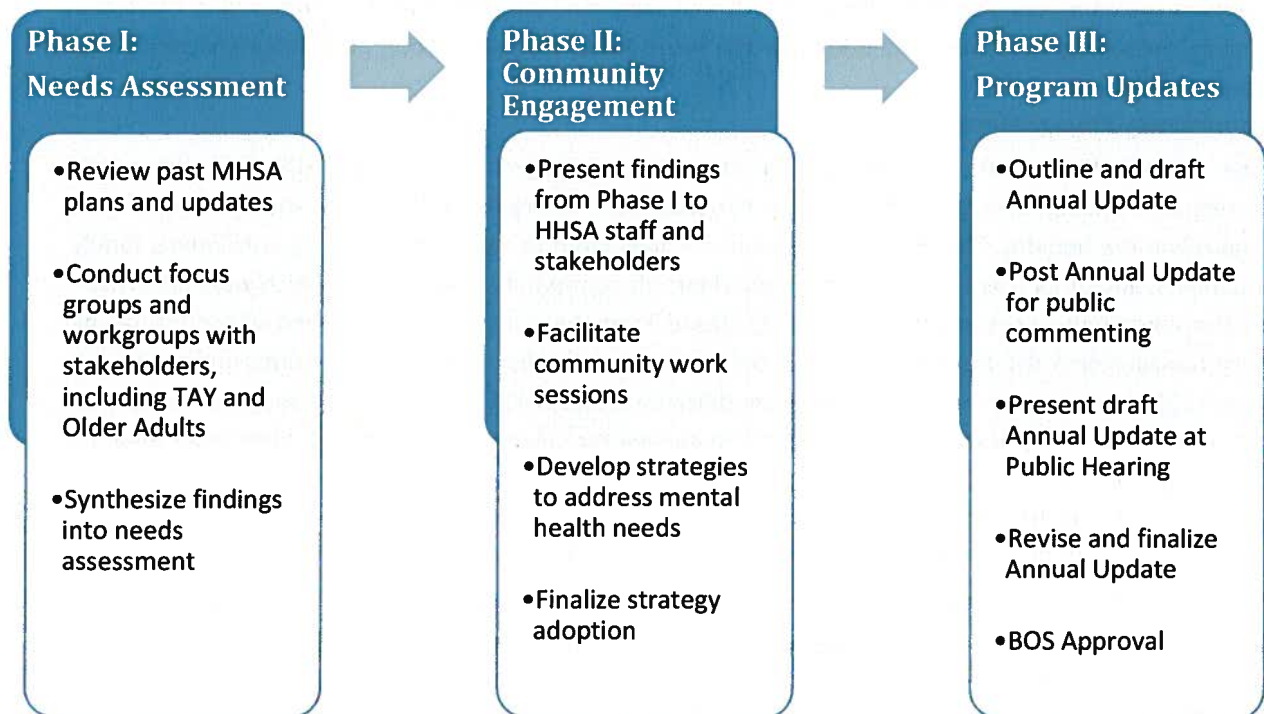 Phase I:
Needs Assessment
•Review past MHSA
plans and updates
•Conduct focus
groups and
workgroups with
stakeholders,
including TAY and
Older Adults
•Synthesize findings
into needs
assessment
Phase II:
Community
Engagement
•Present findings
from Phase I to
HHSA staff and
stakeholders
•Facilitate
community work
sessions
•Develop strategies
to address mental
health needs
•Finalize strategy
adoption
Phase III:
Program Updates
•Outline and draft
Annual Update
•Post Annual Update
for public
commenting
•Present draft
Annual Update at
Public Hearing
•Revise and finalize
Annual Update
•BOS Approval